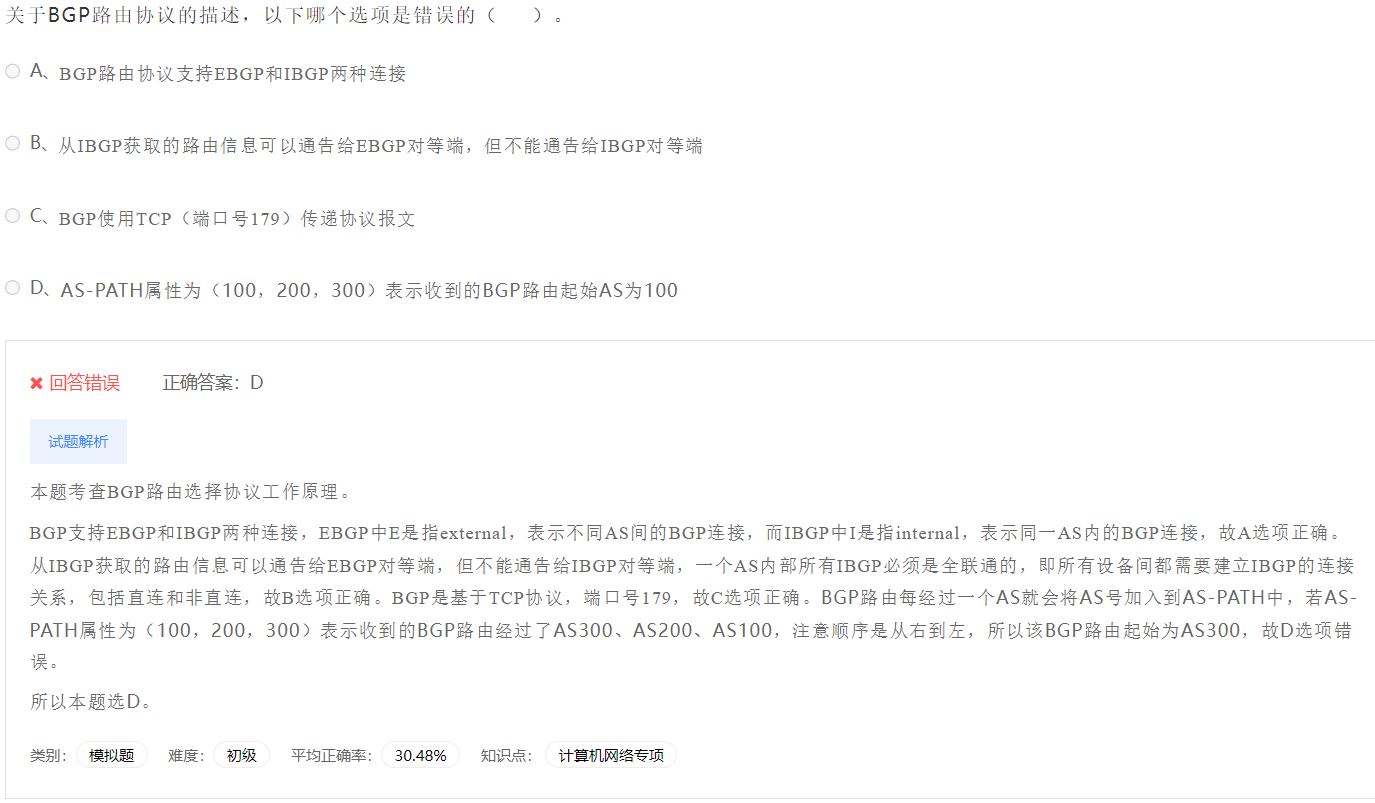 关于BGP路由协议的描述，以下哪个选项是错误的（　　）。
A、BGP路由协议支持EBGP和IBGP两种连接
B、从IBGP获取的路由信息可以通告给EBGP对等端，但不能通告给IBGP对等端
C、BGP使用TCP（端口号179）传递协议报文
D、AS-PATH属性为（100，200，300）表示收到的BGP路由起始AS为100
回答错误　正确答案：D
试题解析
本题考查BGP路由选择协议工作原理。
BGP支持EBGP和IBGP两种连接，EBGP中E是指external，表示不同AS间的BGP连接，而IBGP中I是指internal，表示同一AS内的BGP连接，故A选项正确。
从IBGP获取的路由信息可以通告给EBGP对等端，但不能通告给IBGP对等端，一个AS内部所有IBGP必须是全联通的，即所有设备间都需要建立IBGP的连接
关系，包括直连和非直连，故B选项正确。BGP是基于TCP协议，端口号179，故C选项正确。BGP路由每经过一个AS就会将AS号加入到AS-PATH中，若AS-
PATH属性为（100，200，300）表示收到的BGP路由经过了AS300、AS200、AS100，注意顺序是从右到左，所以该BGP路由起始为AS300，故D选项错
误。
所以本题选D。
类别：　模拟题　难度：　初级　平均正确率：　30.48%　知识点：　计算机网络专项